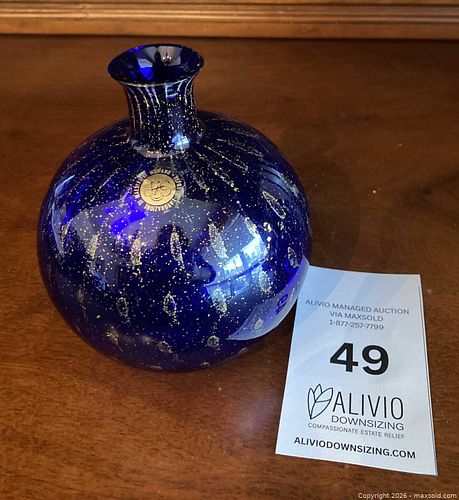 ALIVIO MANAGED AUCTION
VIA MAXSOLD
1-877-257-7799
49
ALIVIO
DOWNSIZING
COMPASSIONATE ESTATE RELIEF
ALIVIODOWNSIZING.COM
Copyright 2026 - maxsold.com